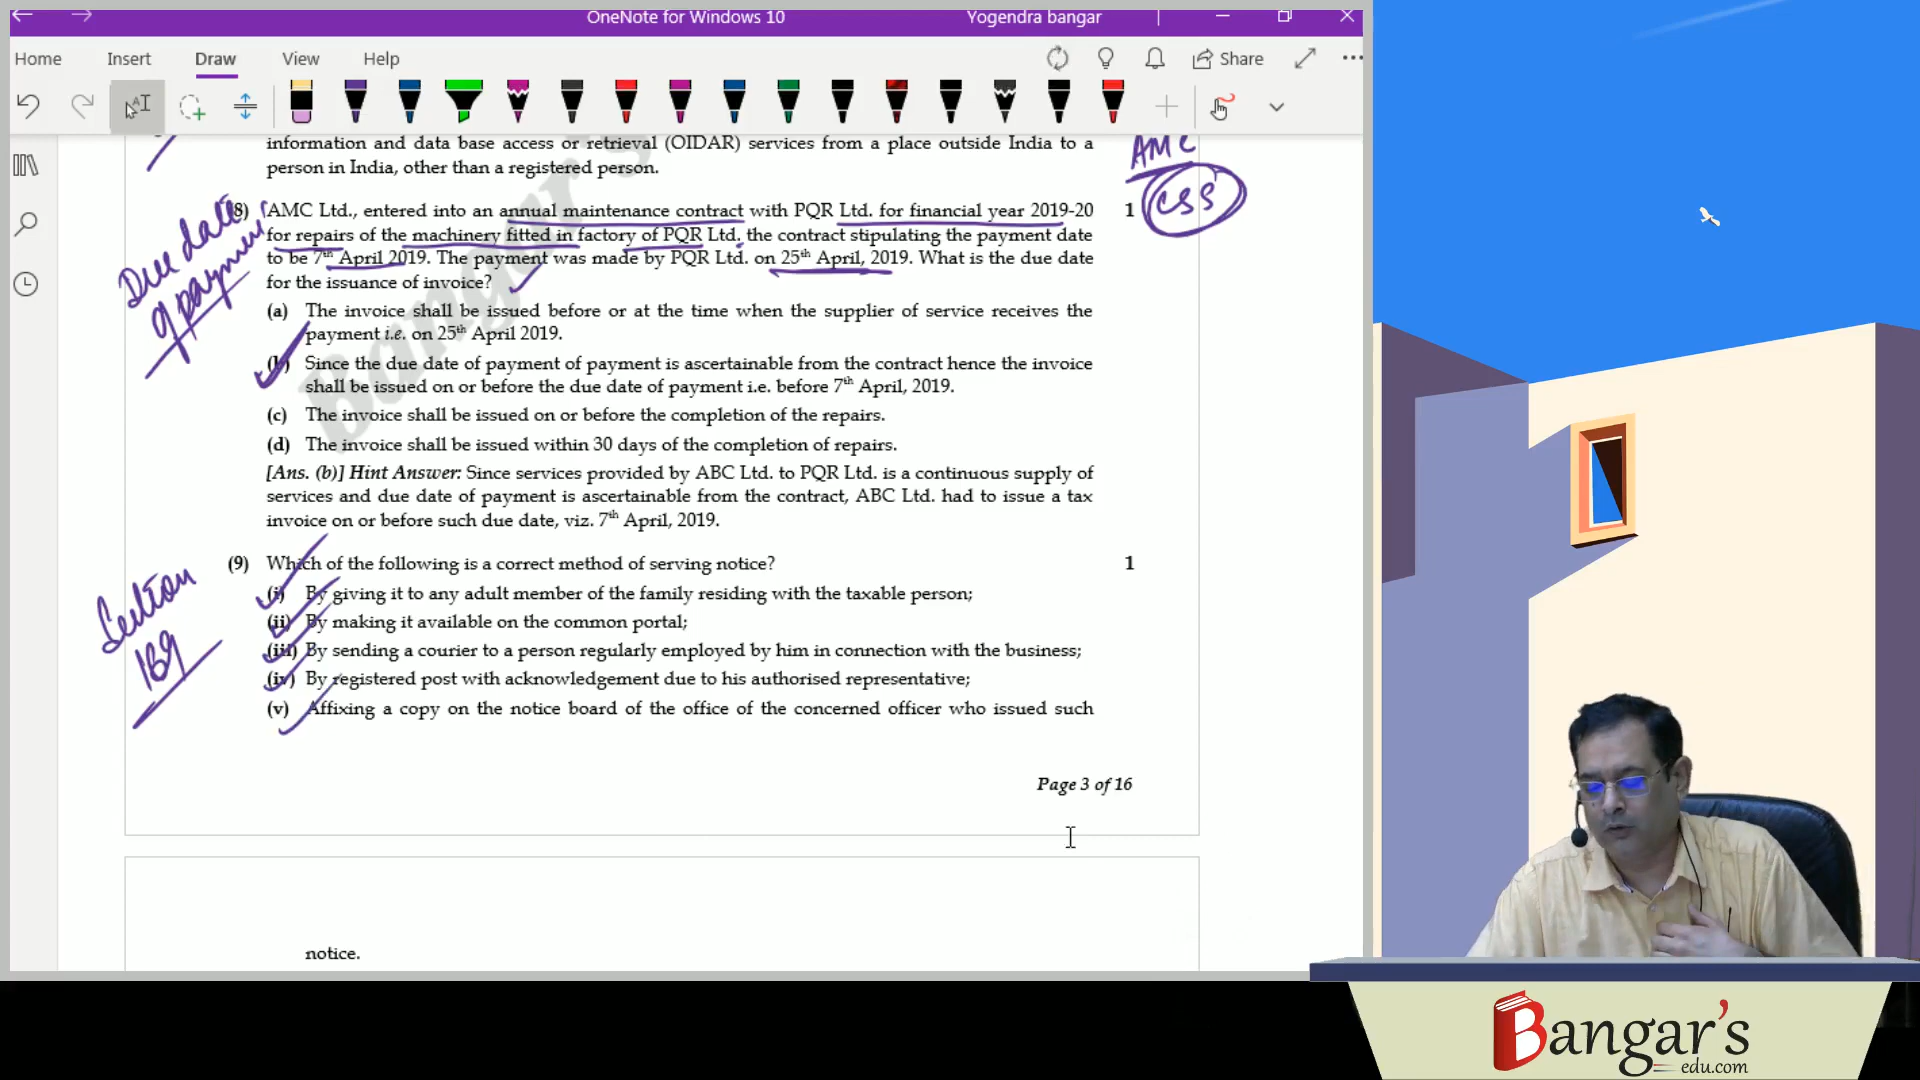 OneNote for Windows 10
Yogendra bangar
Home Insert Draw View Help
Share
information and data base access or retrieval (OIDAR) services from a place outside India to a
person in India, other than a registered person.
AMC
CSS
Due date
of payment
8) AMC Ltd., entered into an annual maintenance contract with PQR Ltd. for financial year 2019-20 1
for repairs of the machinery fitted in factory of PQR Ltd. the contract stipulating the payment date
to be 7th April 2019. The payment was made by PQR Ltd. on 25th April, 2019. What is the due date
for the issuance of invoice?
(a) The invoice shall be issued before or at the time when the supplier of service receives the
payment i.e. on 25th April 2019.
(b) Since the due date of payment of payment is ascertainable from the contract hence the invoice
shall be issued on or before the due date of payment i.e. before 7th April, 2019.
(c) The invoice shall be issued on or before the completion of the repairs.
(d) The invoice shall be issued within 30 days of the completion of repairs.
[Ans. (b)] Hint Answer: Since services provided by ABC Ltd. to PQR Ltd. is a continuous supply of
services and due date of payment is ascertainable from the contract, ABC Ltd. had to issue a tax
invoice on or before such due date, viz. 7th April, 2019.
Bangar's
Section
169
(9) Which of the following is a correct method of serving notice? 1
(i) By giving it to any adult member of the family residing with the taxable person;
(ii) By making it available on the common portal;
(iii) By sending a courier to a person regularly employed by him in connection with the business;
(iv) By registered post with acknowledgement due to his authorised representative;
(v) Affixing a copy on the notice board of the office of the concerned officer who issued such
Page 3 of 16
notice.
Bangar's
edu.com